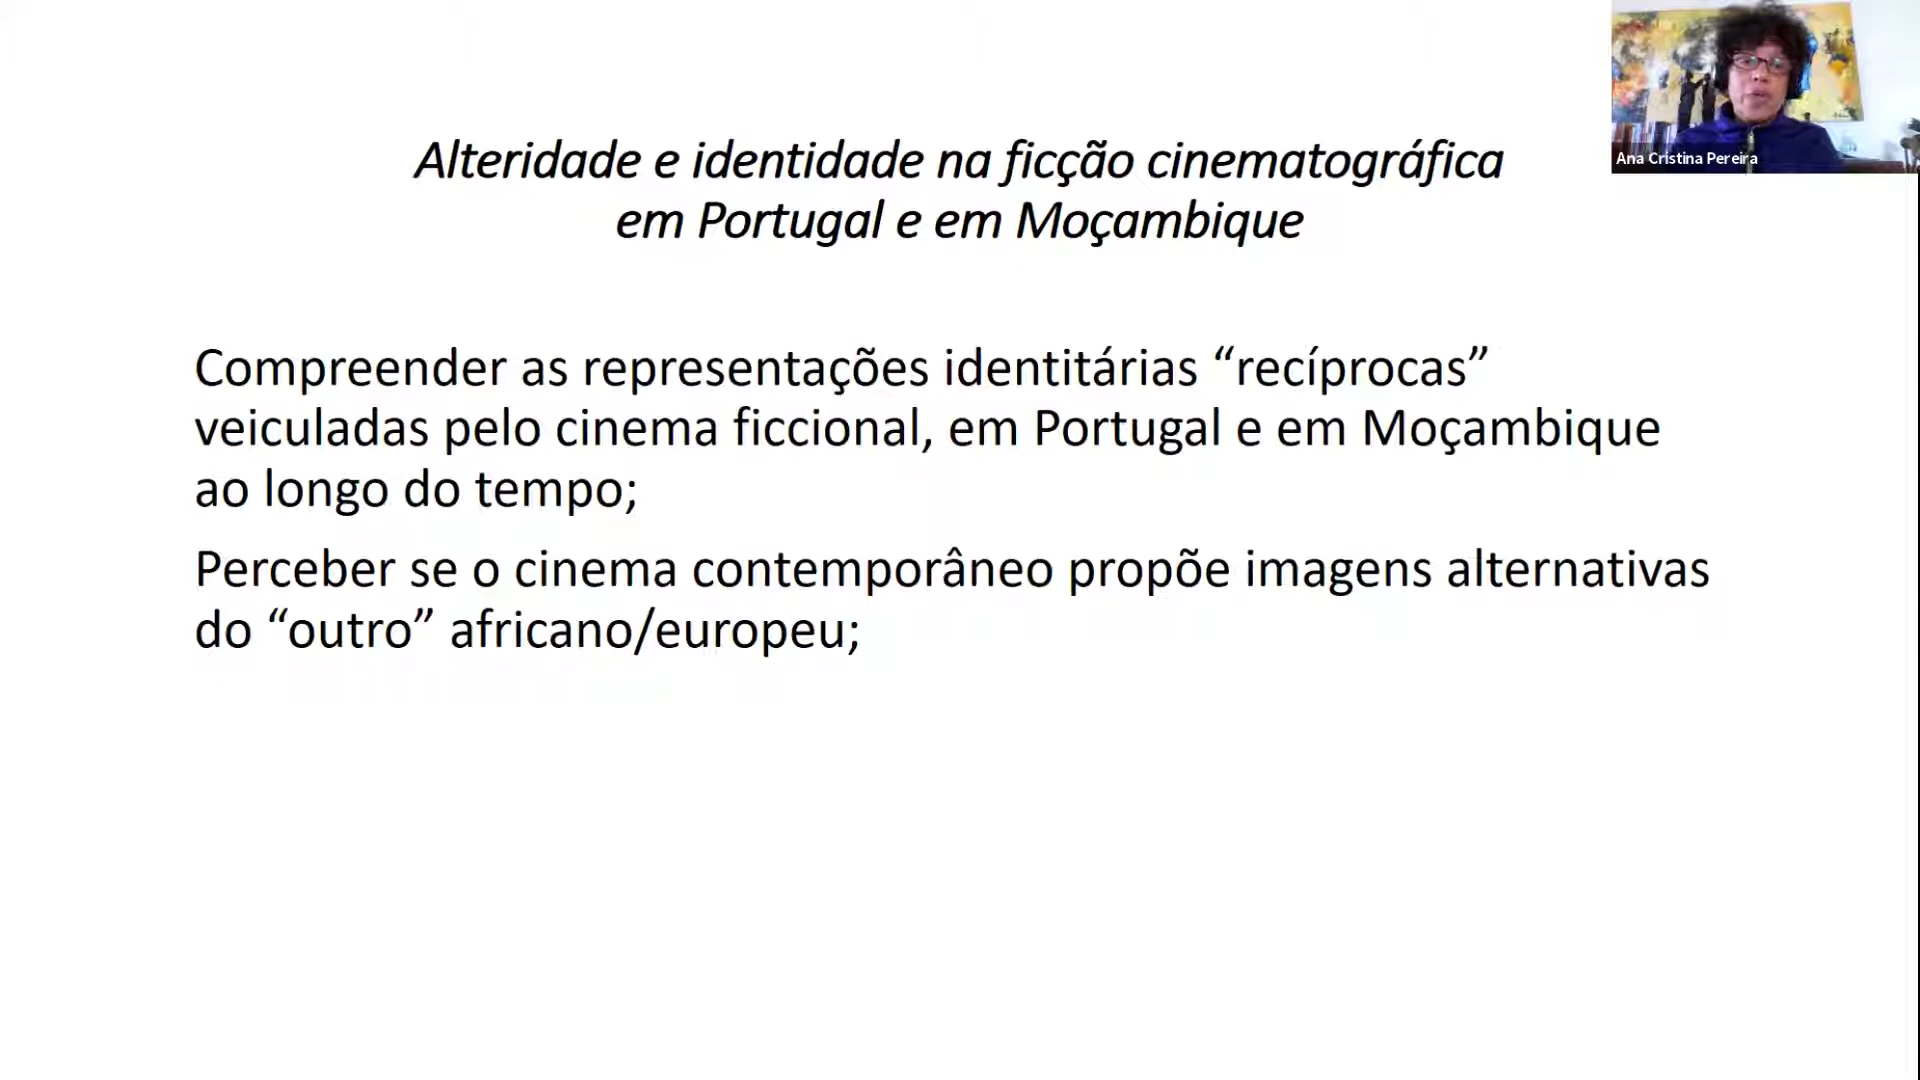 Alteridade e identidade na ficção cinematográfica
em Portugal e em Moçambique
Ana Cristina Pereira
Compreender as representações identitárias “recíprocas”
veiculadas pelo cinema ficcional, em Portugal e em Moçambique
ao longo do tempo;
Perceber se o cinema contemporâneo propõe imagens alternativas
do “outro” africano/europeu;